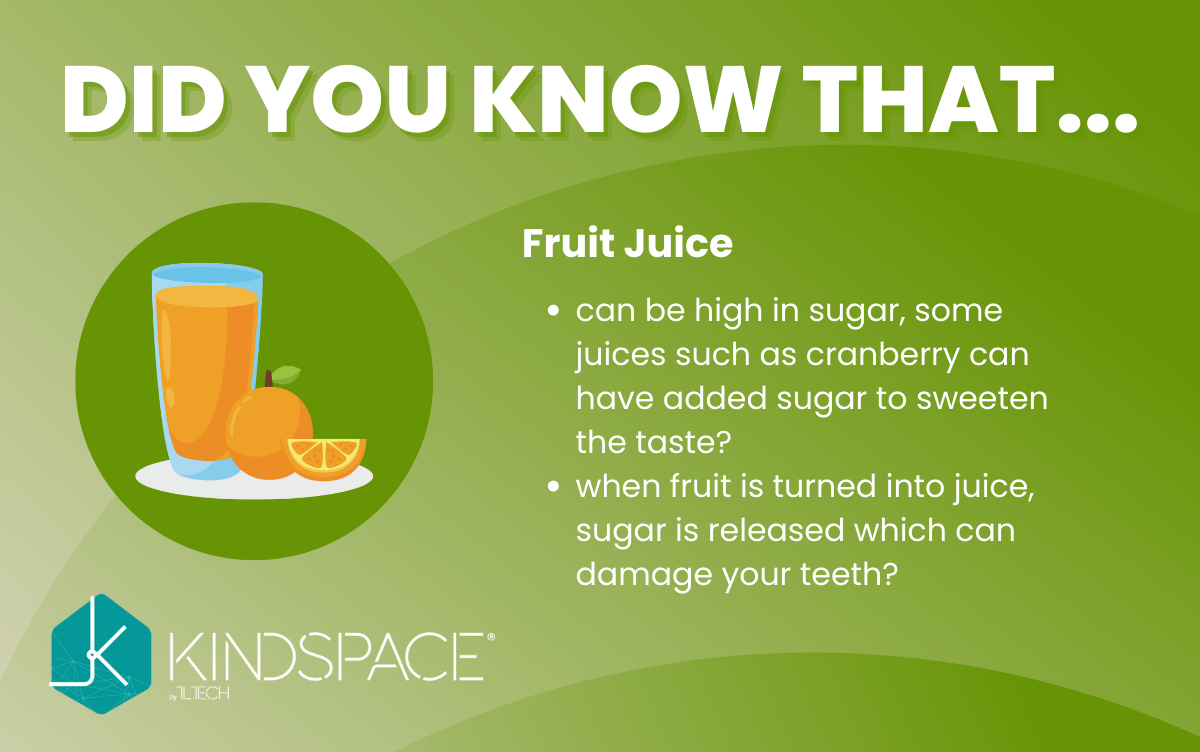 DID YOU KNOW THAT...
Fruit Juice
• can be high in sugar, some
juices such as cranberry can
have added sugar to sweeten
the taste?
• when fruit is turned into juice,
sugar is released which can
damage your teeth?
KINDSPACE®
by TLTECH